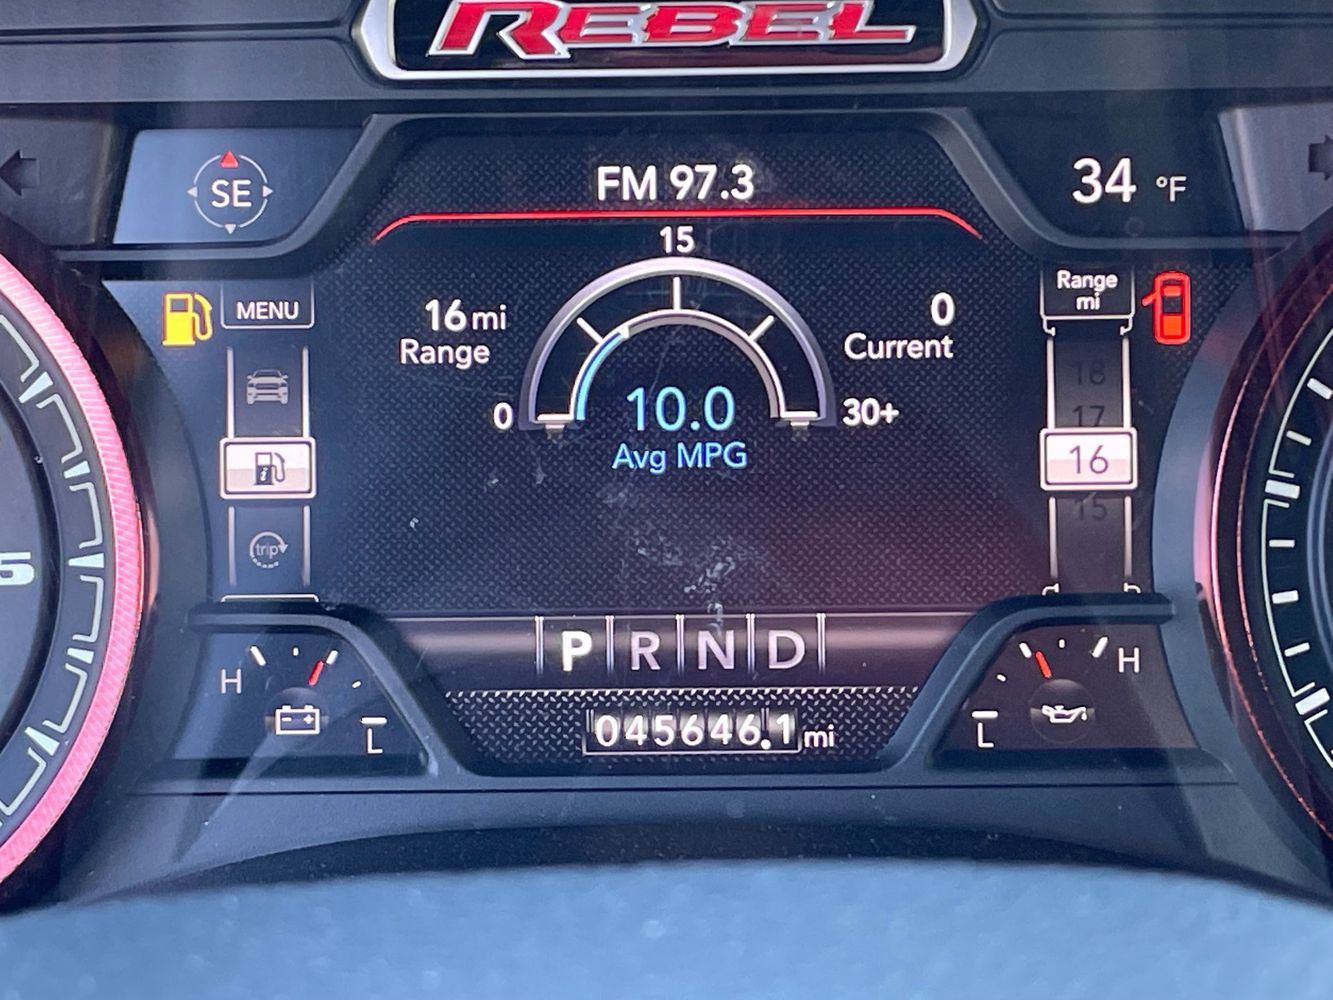 REBEL
SE
FM 97.3
34 °F
15
MENU
16 mi
Range
0
Current
Range
mi
0
10.0
30+
Avg MPG
18
17
16
15
trip
5
P R N D
H
L
H
L
045646.1 mi